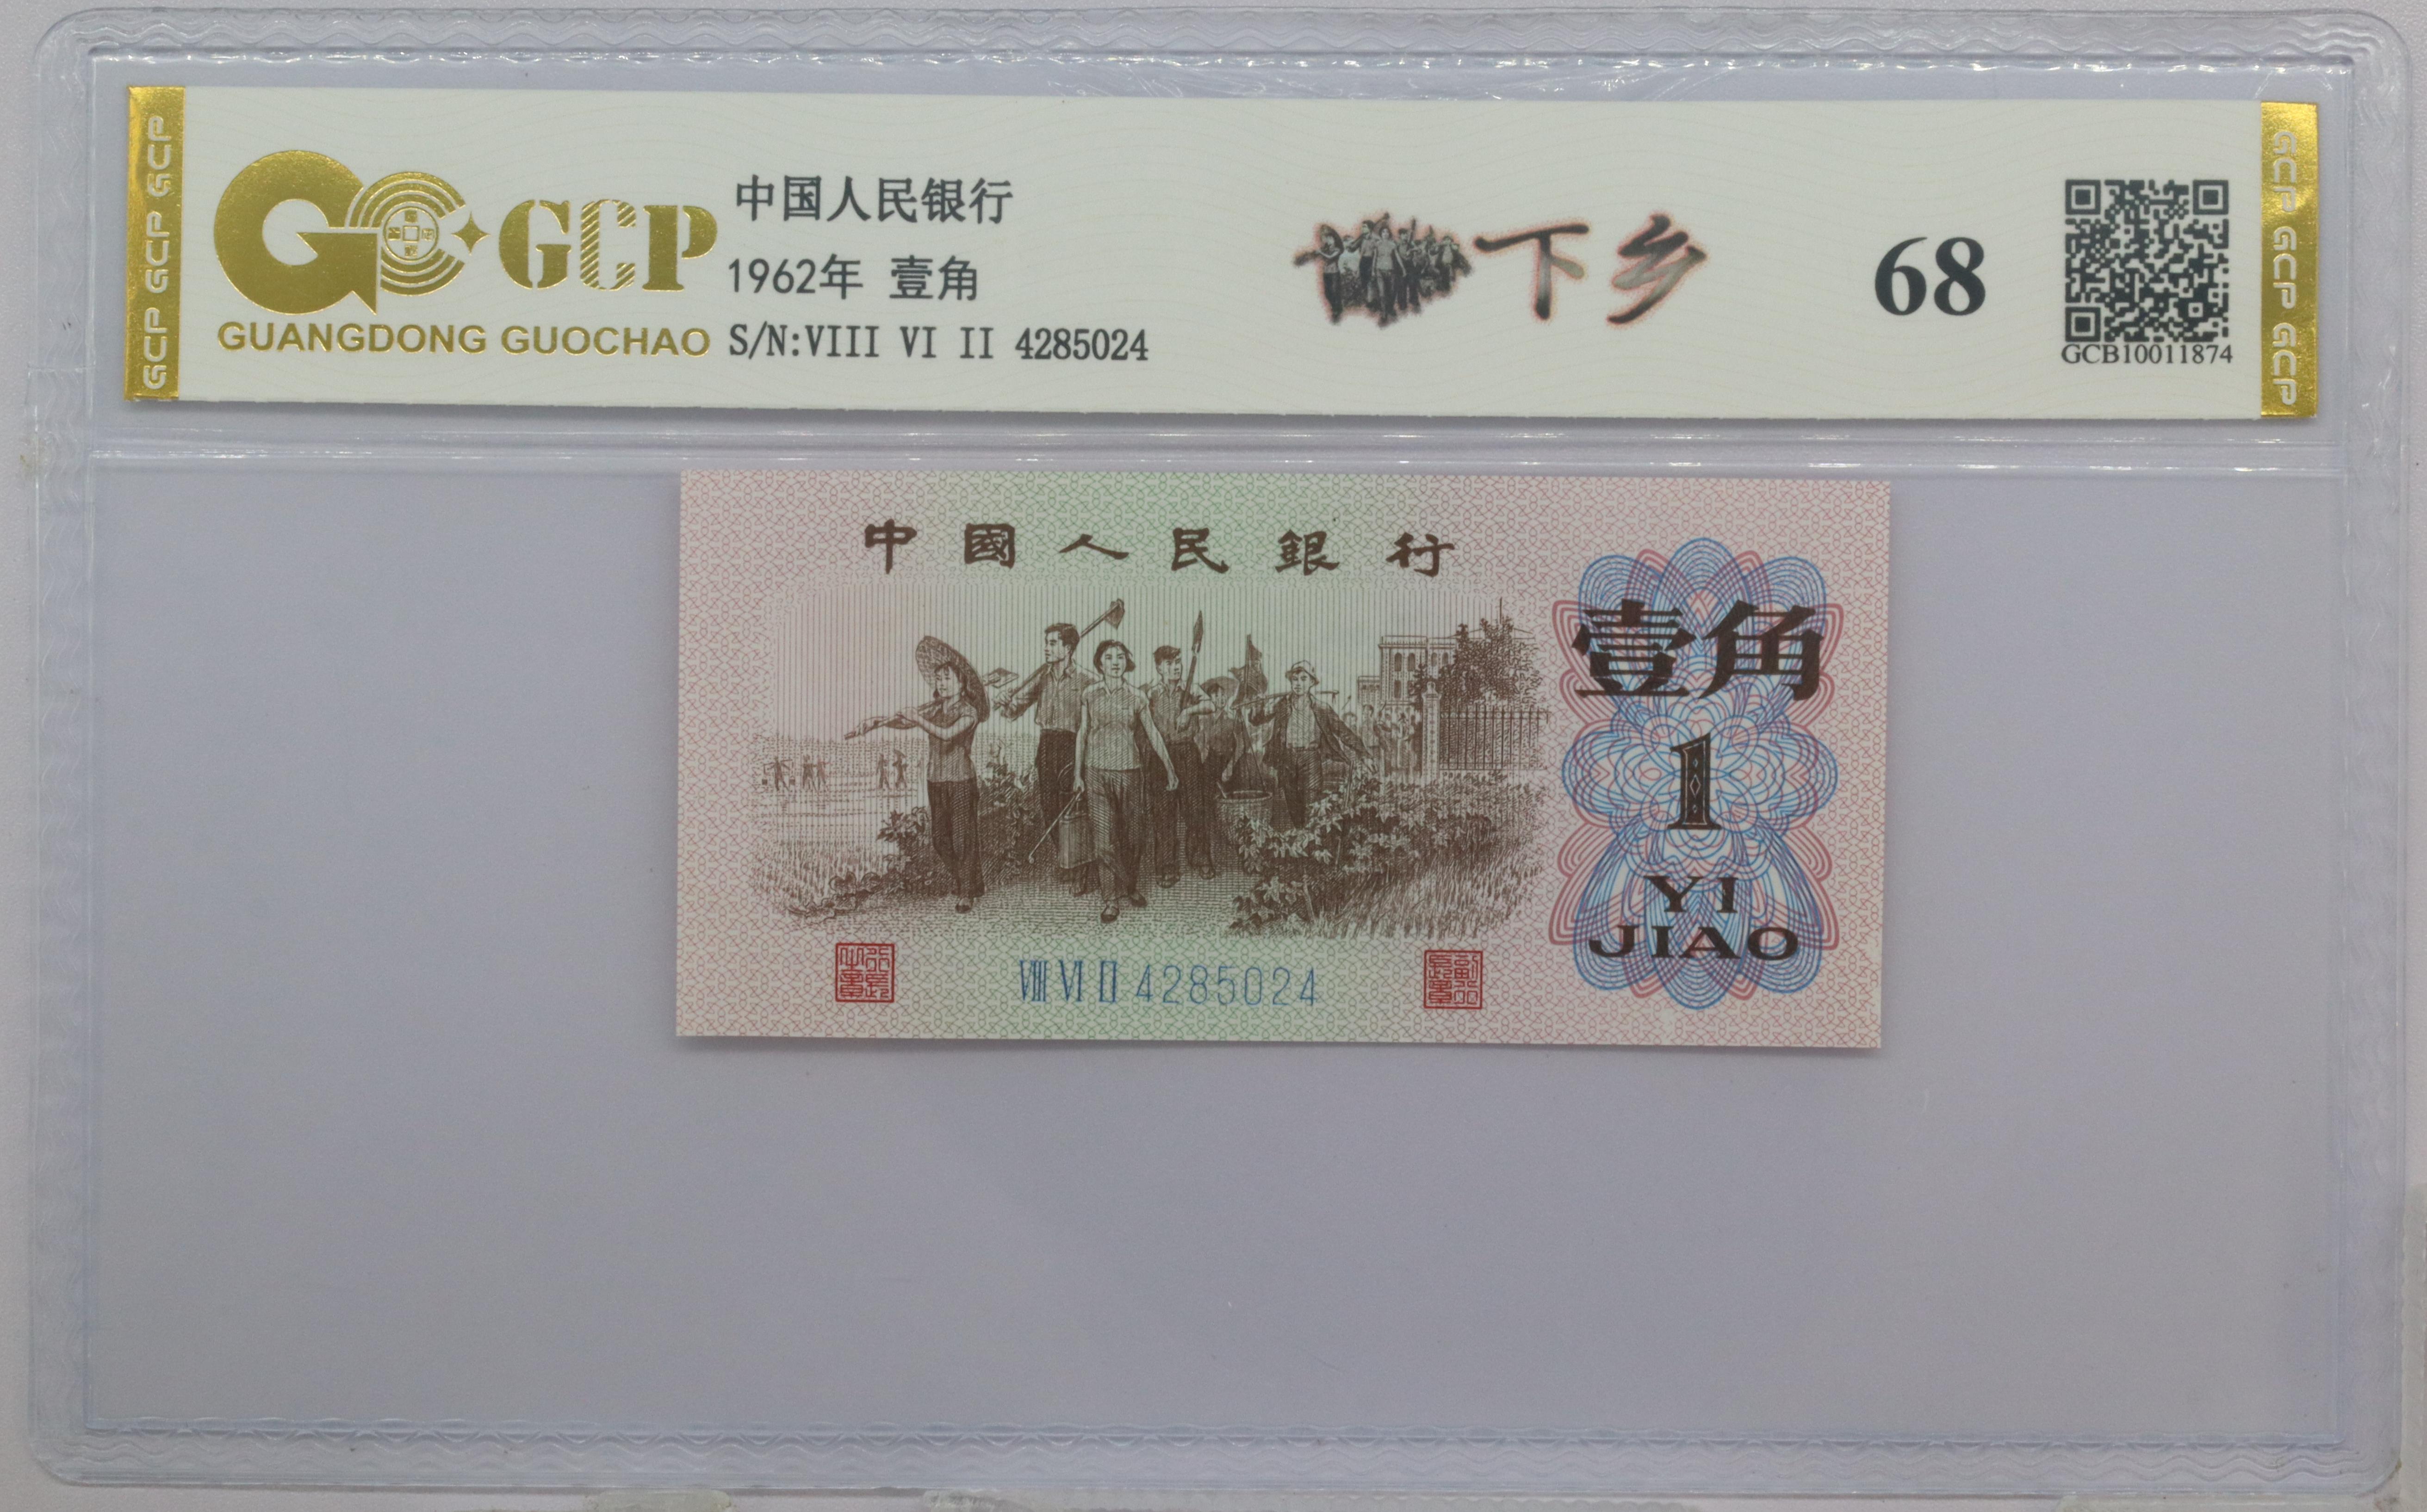 GCP GCP GCP
GCP
GUANGDONG GUOCHAO
中国人民银行
1962年 壹角
S/N:VIII VI II 4285024
下乡
68
GCB10011874
GCP GCP GCP
中國人民銀行
壹角
1
YI
JIAO
VIII VI II 4285024